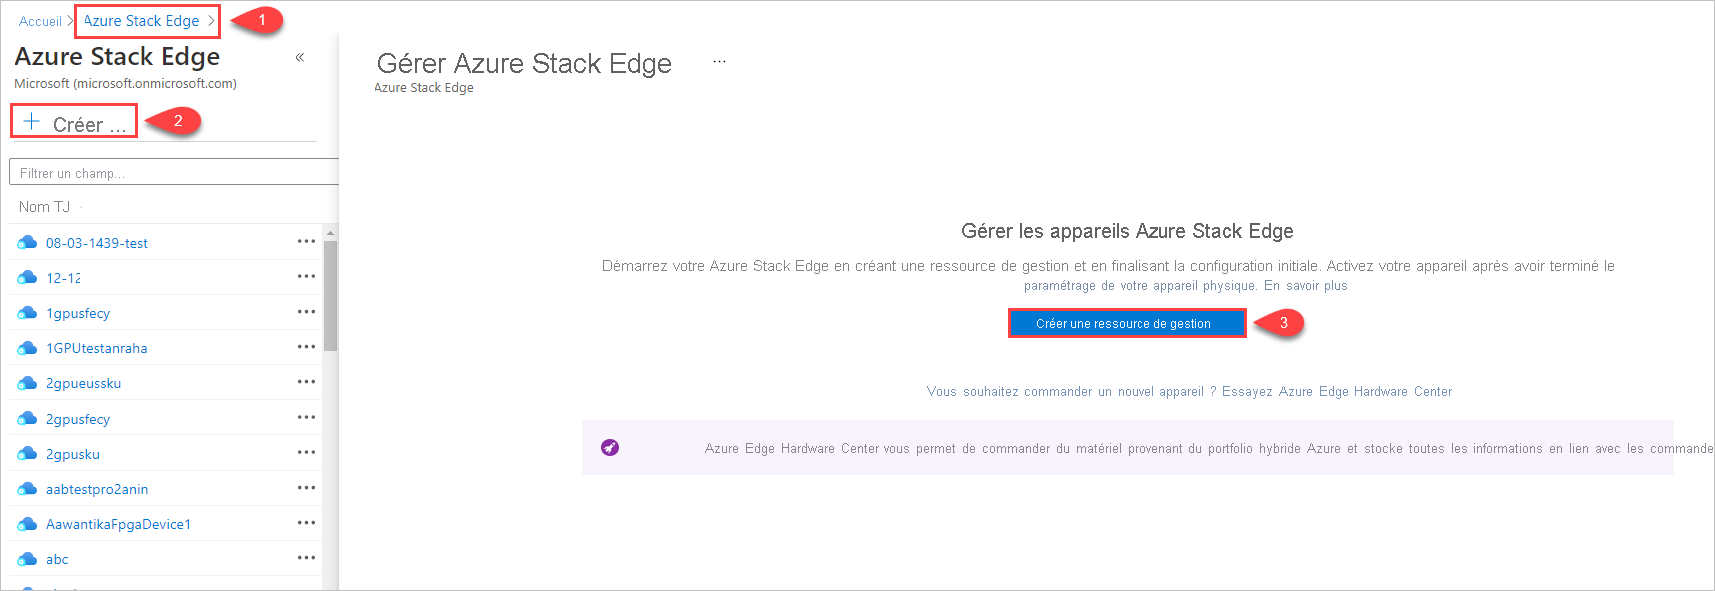 Accueil > Azure Stack Edge >
1
Azure Stack Edge
«
Microsoft (microsoft.onmicrosoft.com)
+ Créer ...
2
Filtrer un champ...
Nom TJ
08-03-1439-test
12-12
1gpusfecy
1GPUtestanraha
2gpueussku
2gpusfecy
2gpusku
aabtestpro2anin
AawantikaFpgaDevice1
abc
Gérer Azure Stack Edge
...
Azure Stack Edge
Gérer les appareils Azure Stack Edge
Démarrez votre Azure Stack Edge en créant une ressource de gestion et en finalisant la configuration initiale. Activez votre appareil après avoir terminé le
paramétrage de votre appareil physique. En savoir plus
Créer une ressource de gestion
3
Vous souhaitez commander un nouvel appareil ? Essayez Azure Edge Hardware Center
Azure Edge Hardware Center vous permet de commander du matériel provenant du portfolio hybride Azure et stocke toutes les informations en lien avec les commande